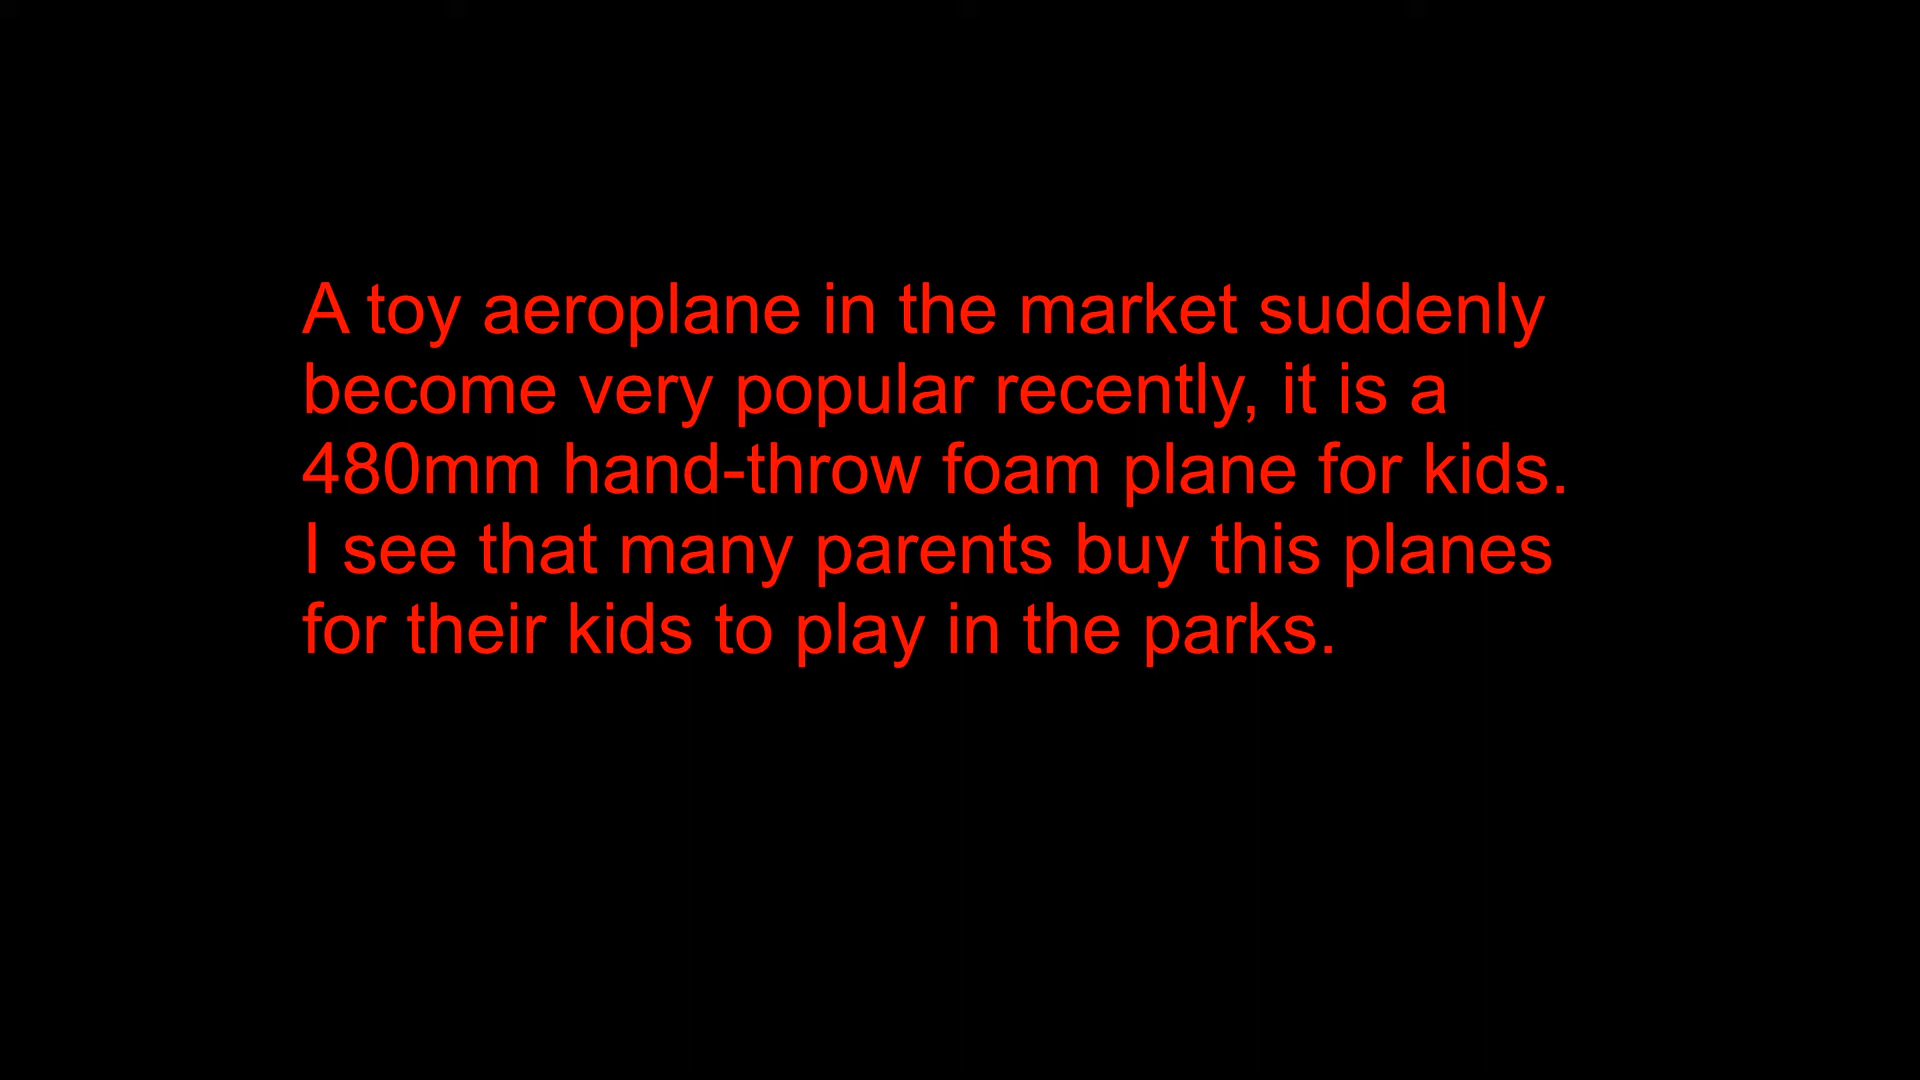 A toy aeroplane in the market suddenly
become very popular recently, it is a
480mm hand-throw foam plane for kids.
I see that many parents buy this planes
for their kids to play in the parks.